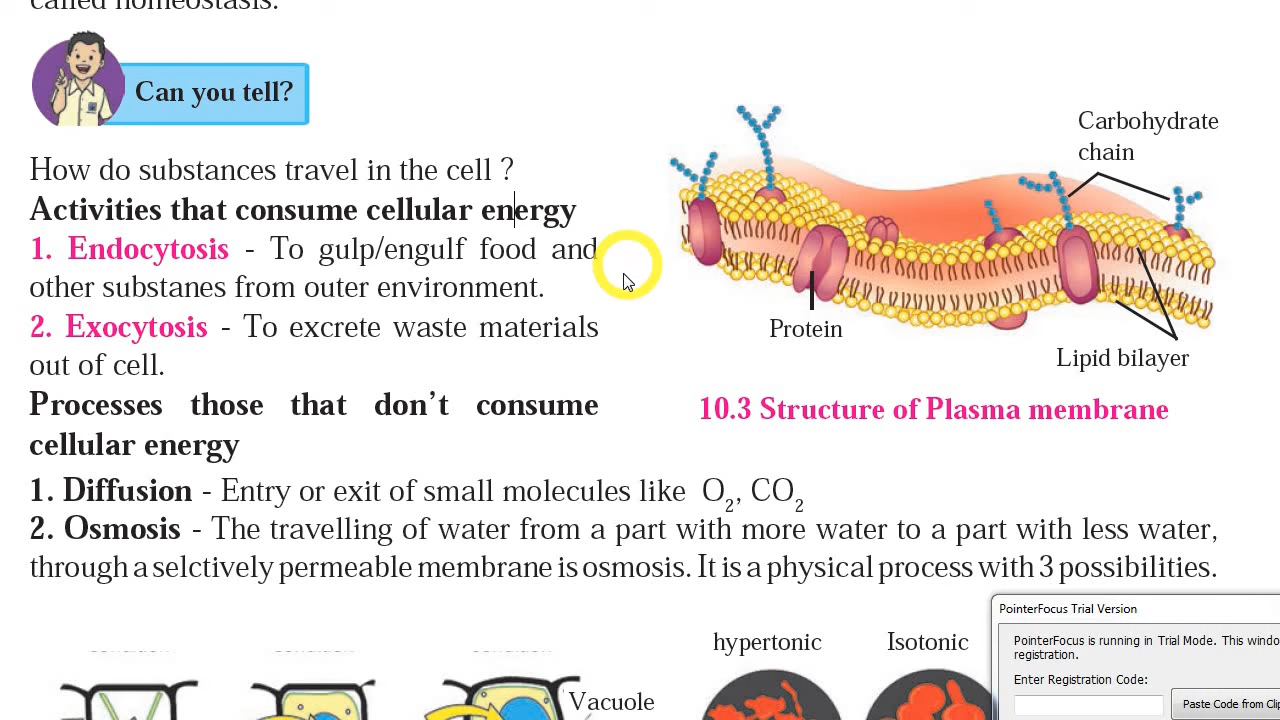 called homeostasis.
Can you tell?
How do substances travel in the cell ?
Activities that consume cellular energy
1. Endocytosis - To gulp/engulf food and
other substanes from outer environment.
2. Exocytosis - To excrete waste materials
out of cell.
Processes those that don't consume
cellular energy
Carbohydrate
chain
Protein
Lipid bilayer
10.3 Structure of Plasma membrane
1. Diffusion - Entry or exit of small molecules like O2, CO2
2. Osmosis - The travelling of water from a part with more water to a part with less water,
through a selctively permeable membrane is osmosis. It is a physical process with 3 possibilities.
hypertonic
Isotonic
Vacuole
PointerFocus Trial Version
PointerFocus is running in Trial Mode. This windo
registration.
Enter Registration Code:
Paste Code from Cli